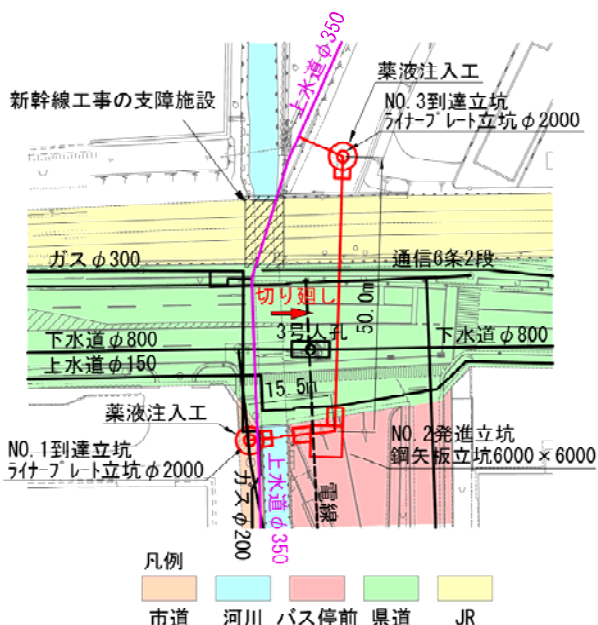 上水道φ350
薬液注入工
NO.3到達立坑
ライナープレート立坑φ2000
新幹線工事の支障施設
ガスφ300
通信6条2段
切り廻し
50.0m
3号人孔
下水道φ800
下水道φ800
上水道φ150
15.5m
薬液注入工
NO.1到達立坑
ライナープレート立坑φ2000
NO.2発進立坑
鋼矢板立坑6000×6000
ガスφ200
上水道φ350
電線
凡例
市道
河川
バス停前
県道
JR